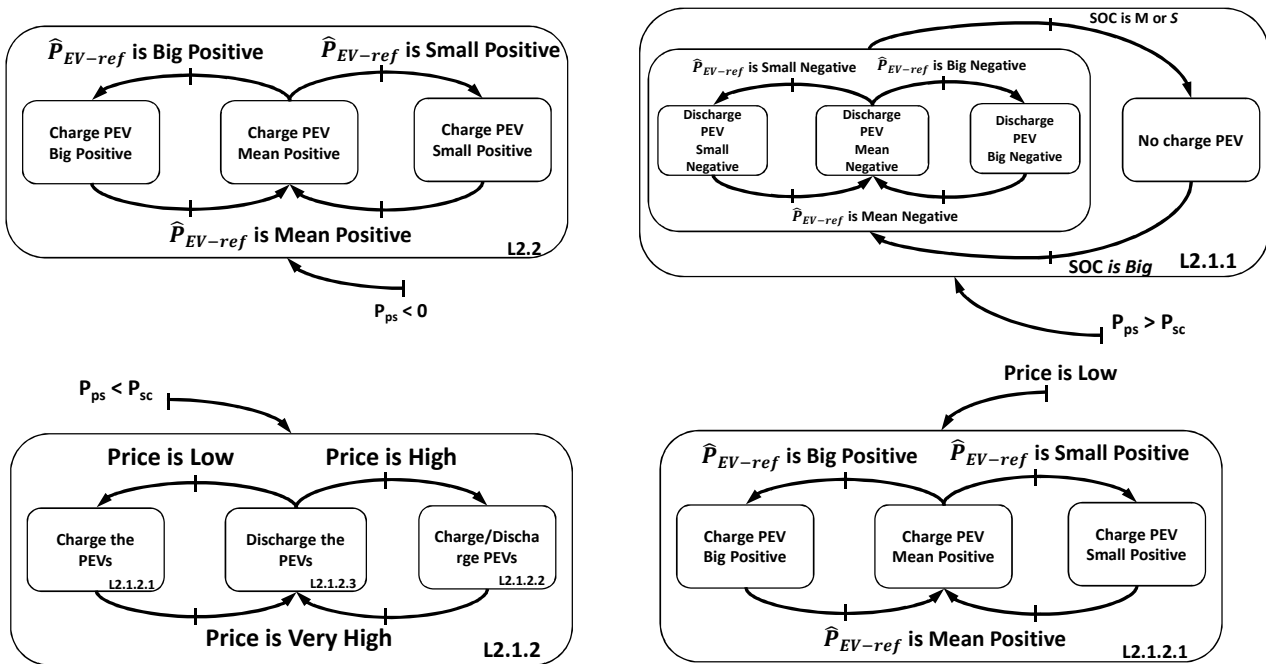 P̂EV−ref is Big Positive
P̂EV−ref is Small Positive
Charge PEV
Big Positive
Charge PEV
Mean Positive
Charge PEV
Small Positive
P̂EV−ref is Mean Positive
L2.2
Pps < 0
SOC is M or S
P̂EV−ref is Small Negative
P̂EV−ref is Big Negative
Discharge
PEV
Small
Negative
Discharge
PEV
Mean
Negative
Discharge
PEV
Big Negative
No charge PEV
P̂EV−ref is Mean Negative
SOC is Big
L2.1.1
Pps > Psc
Pps < Psc
Price is Low
Price is High
Charge the
PEVs
L2.1.2.1
Discharge the
PEVs
L2.1.2.3
Charge/Discha
rge PEVs
L2.1.2.2
Price is Very High
L2.1.2
Price is Low
P̂EV−ref is Big Positive
P̂EV−ref is Small Positive
Charge PEV
Big Positive
Charge PEV
Mean Positive
Charge PEV
Small Positive
P̂EV−ref is Mean Positive
L2.1.2.1